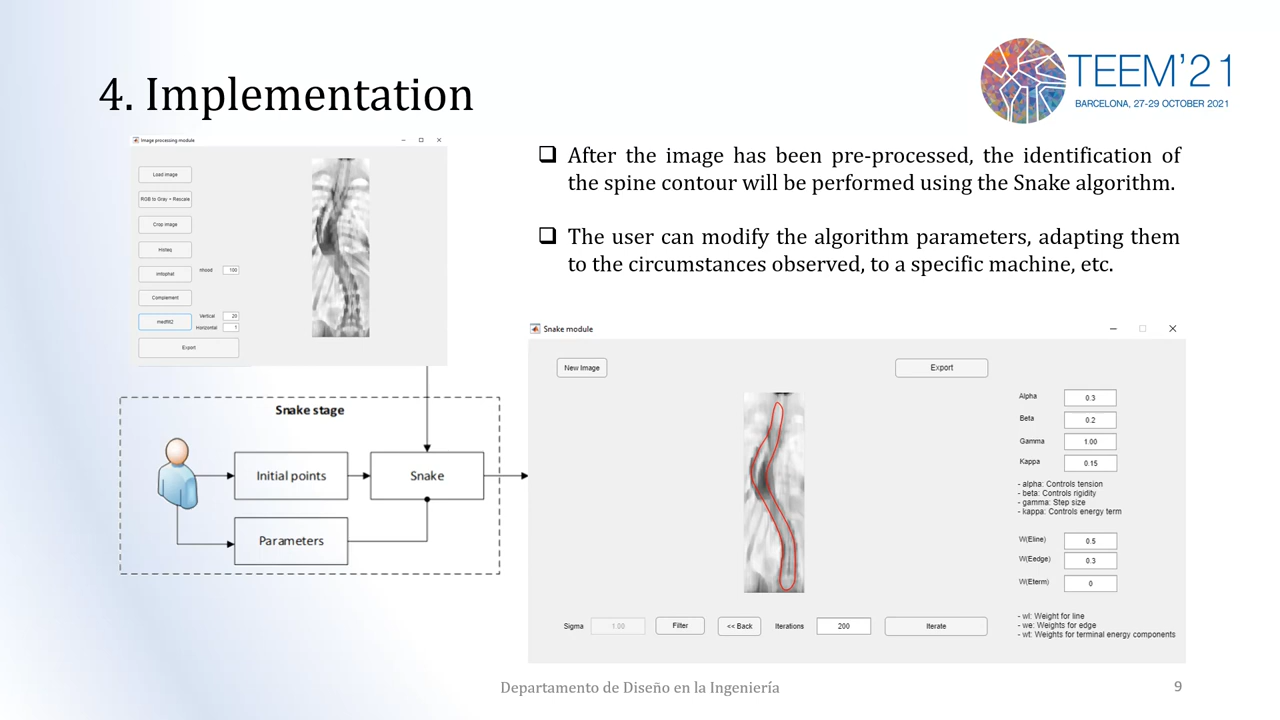 4. Implementation
TEEM’21
BARCELONA, 27-29 OCTOBER 2021
Image processing module
Load image
RGB to Gray + Rescale
Crop image
Histeq
imbophat
nhood 100
Complement
medfilt2
Vertical 20
Horizontal 1
Export
❑ After the image has been pre-processed, the identification of
the spine contour will be performed using the Snake algorithm.
❑ The user can modify the algorithm parameters, adapting them
to the circumstances observed, to a specific machine, etc.
Snake stage
Initial points
Snake
Parameters
Snake module
New Image
Export
Alpha 0.3
Beta 0.2
Gamma 1.00
Kappa 0.15
- alpha: Controls tension
- beta: Controls rigidity
- gamma: Step size
- kappa: Controls energy term
W(Eline) 0.5
W(Eedge) 0.3
W(Eterm) 0
- wl: Weight for line
- we: Weights for edge
- wt: Weights for terminal energy components
Sigma 1.00 Filter << Back Iterations 200 Iterate
Departamento de Diseño en la Ingeniería
9